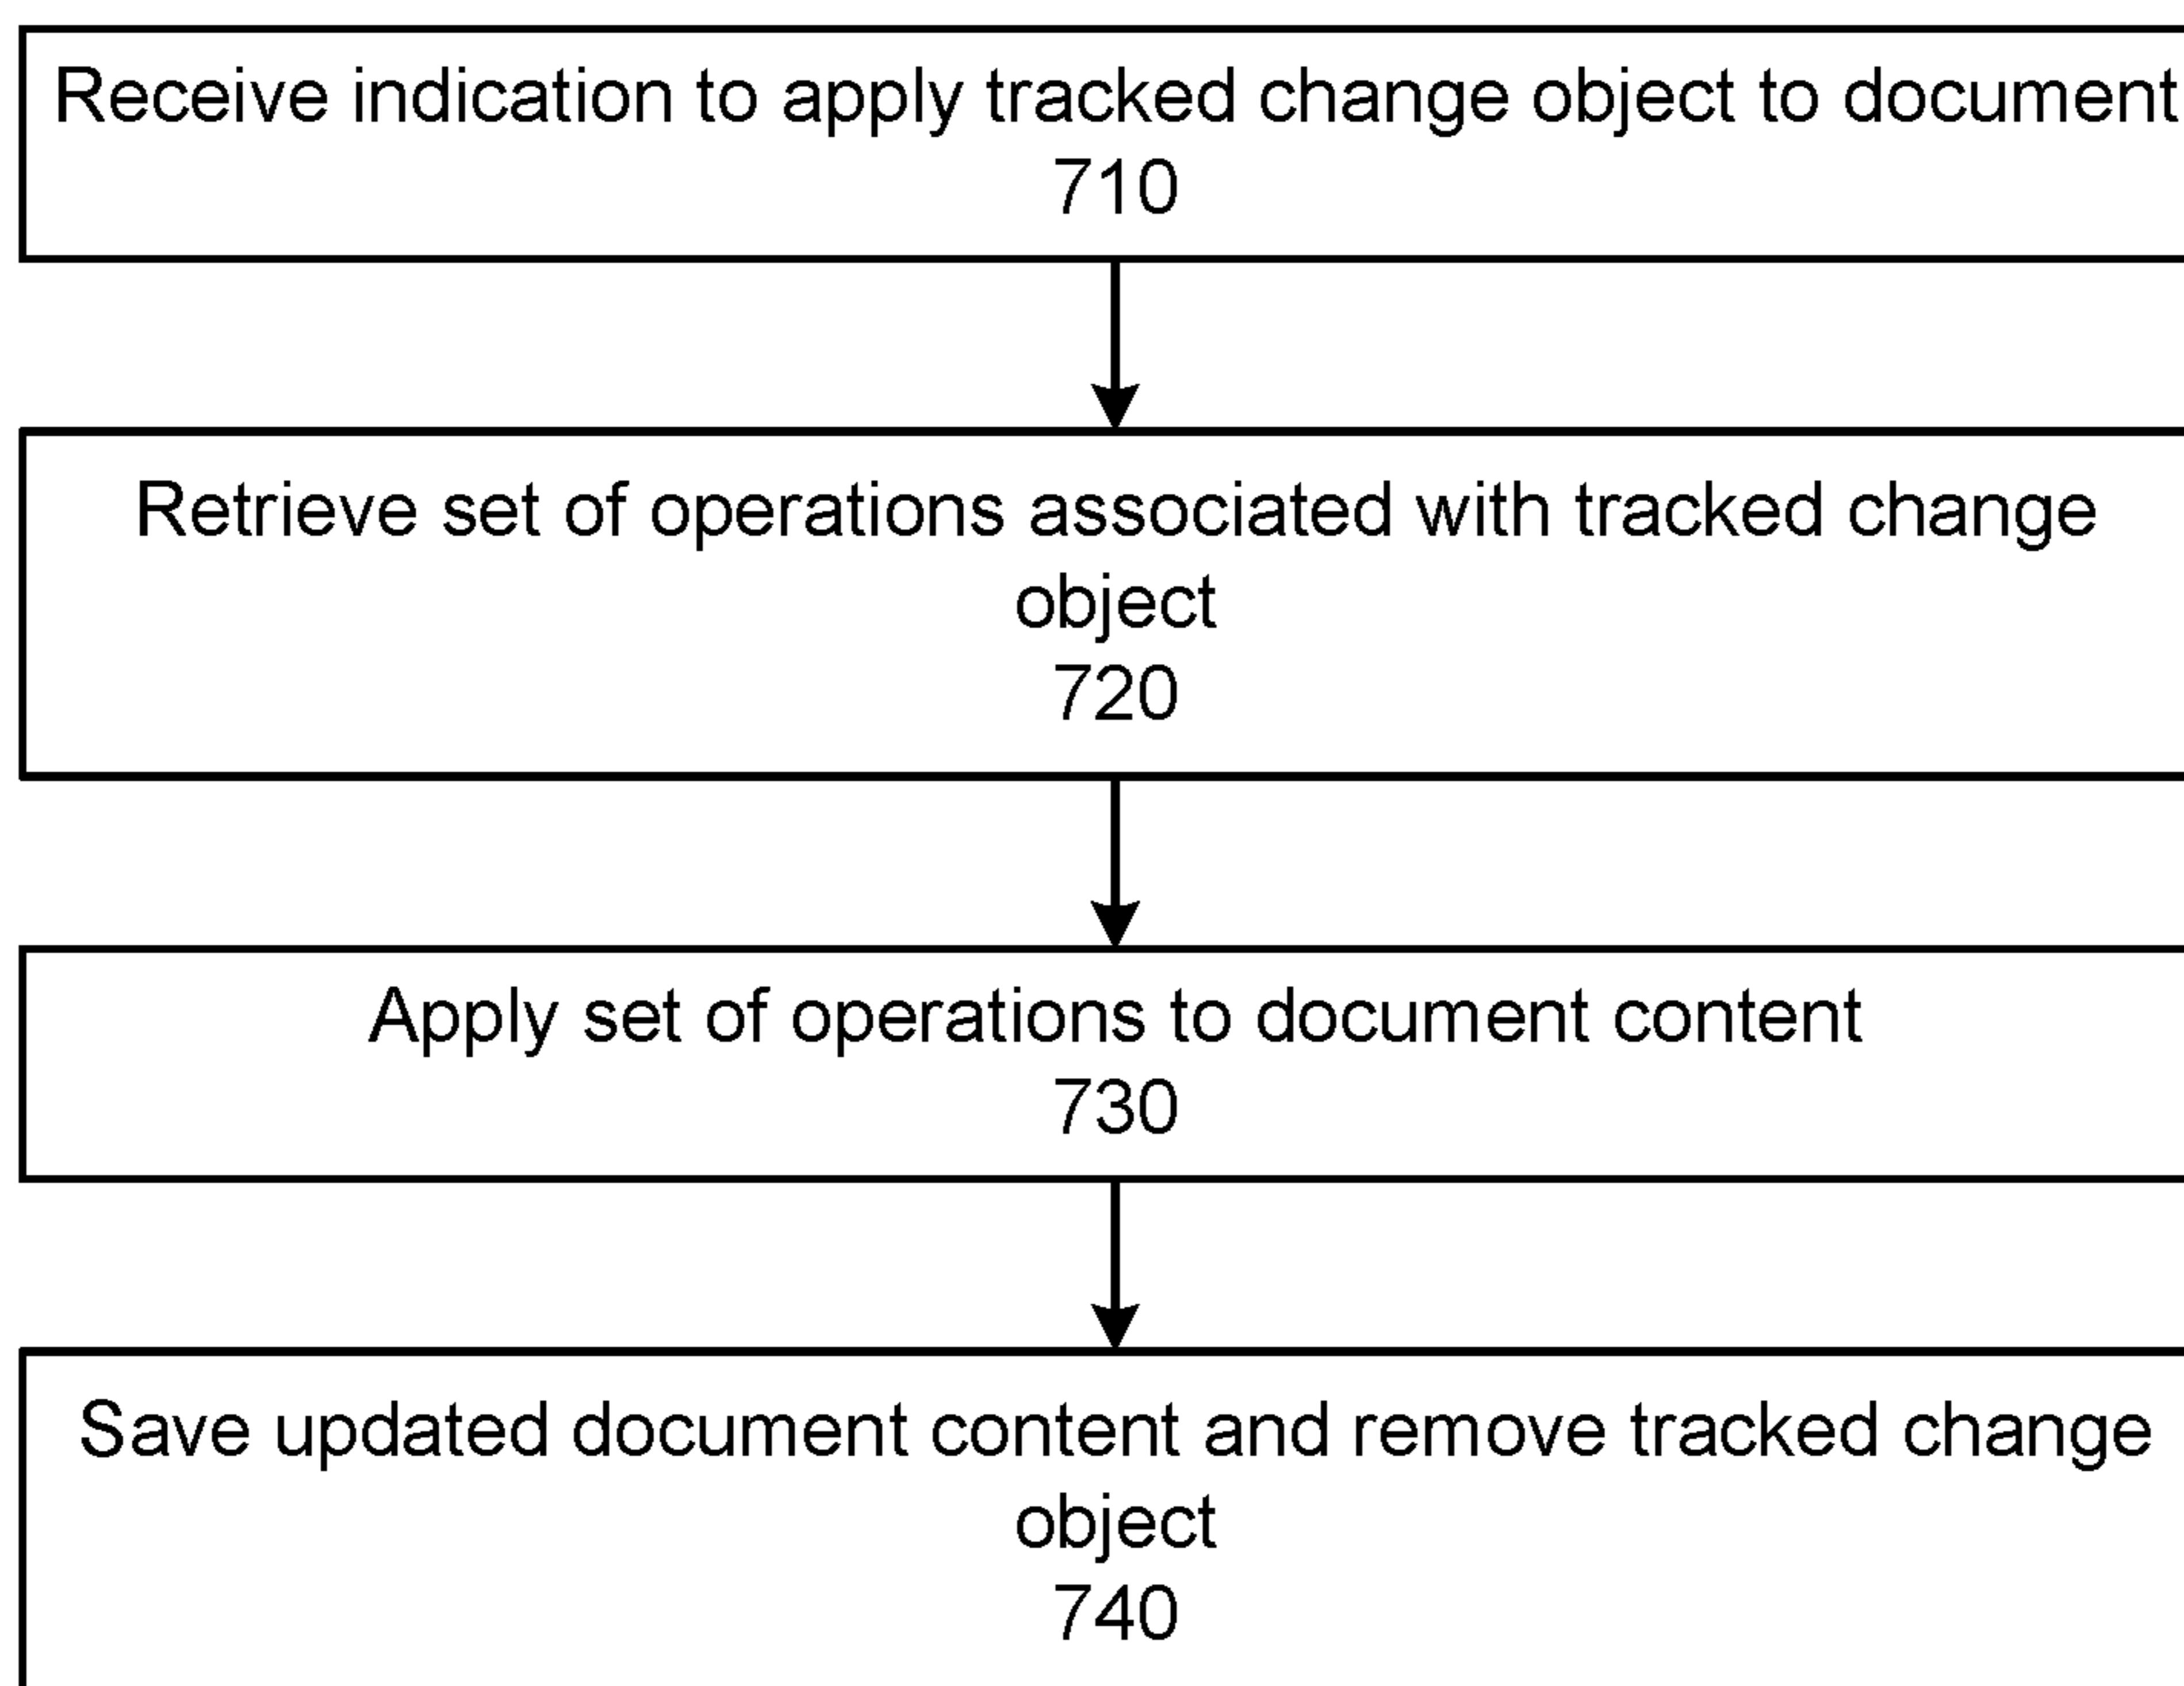 Receive indication to apply tracked change object to document
710
Retrieve set of operations associated with tracked change
object
720
Apply set of operations to document content
730
Save updated document content and remove tracked change
object
740